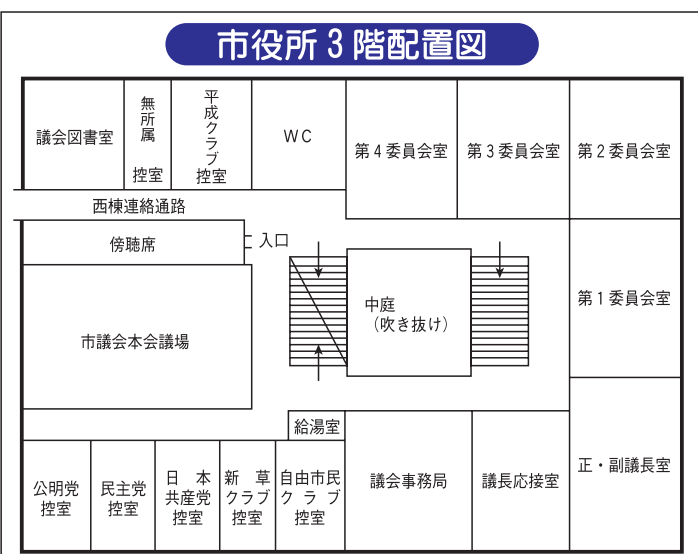 市役所3階配置図
議会図書室
無所属
控室
平成クラブ
控室
WC
第4委員会室
第3委員会室
第2委員会室
西棟連絡通路
傍聴席
入口
市議会本会議場
中庭
(吹き抜け)
第1委員会室
給湯室
公明党
控室
民主党
控室
日本
共産党
控室
新草
クラブ
控室
自由市民
クラブ
控室
議会事務局
議長応接室
正・副議長室